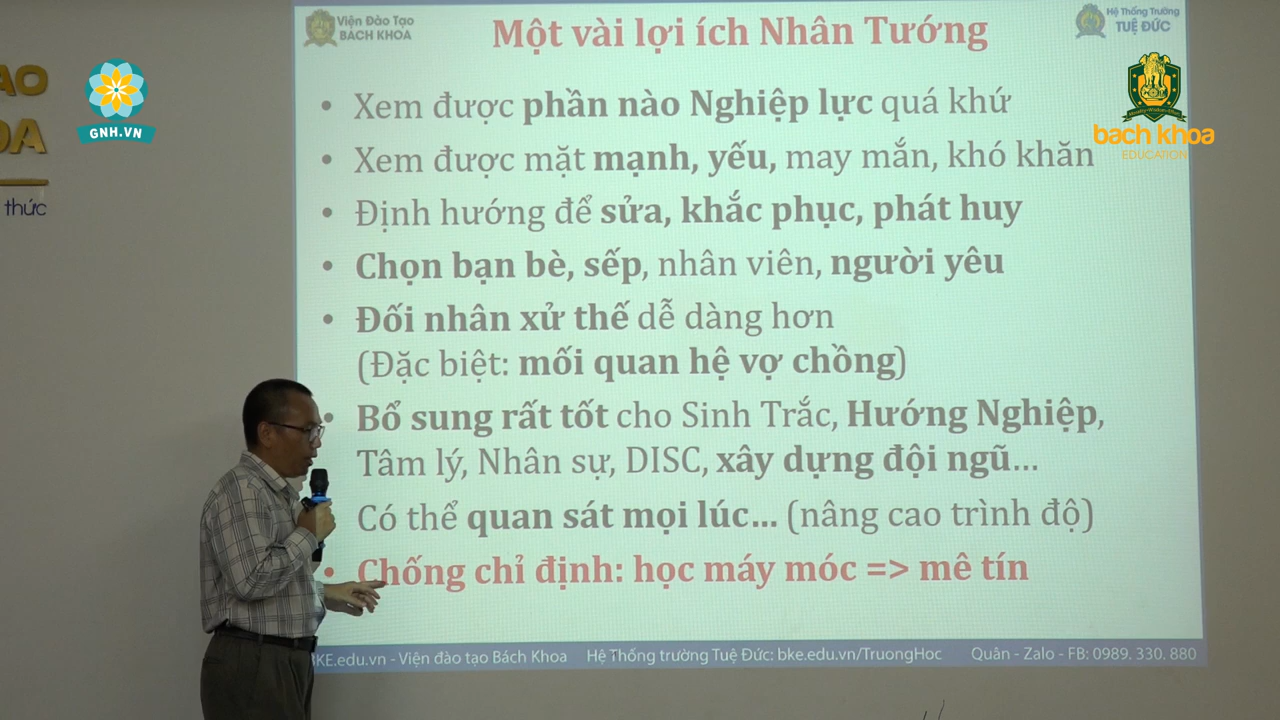 ẠO
OA
thức
GNH.VN
Viện Đào Tạo
BÁCH KHOA
Một vài lợi ích Nhân Tướng
Hệ Thống Trường
TUỆ ĐỨC
bach khoa
EDUCATION
• Xem được phần nào Nghiệp lực quá khứ
• Xem được mặt mạnh, yếu, may mắn, khó khăn
• Định hướng để sửa, khắc phục, phát huy
• Chọn bạn bè, sếp, nhân viên, người yêu
• Đối nhân xử thế dễ dàng hơn
(Đặc biệt: mối quan hệ vợ chồng)
• Bổ sung rất tốt cho Sinh Trắc, Hướng Nghiệp,
Tâm lý, Nhân sự, DISC, xây dựng đội ngũ...
Có thể quan sát mọi lúc... (nâng cao trình độ)
• Chống chỉ định: học máy móc => mê tín
BKE.edu.vn - Viện đào tạo Bách Khoa Hệ Thống trường Tuệ Đức: bke.edu.vn/TruongHoc Quân - Zalo - FB: 0989. 330. 880